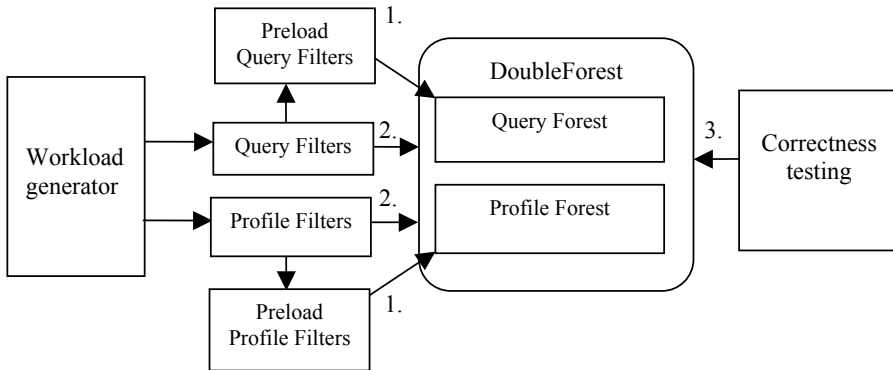 Preload
Query Filters
1.
DoubleForest
Query Forest
Query Filters
2.
Workload
generator
3.
Correctness
testing
Profile Filters
2.
Profile Forest
Preload
Profile Filters
1.